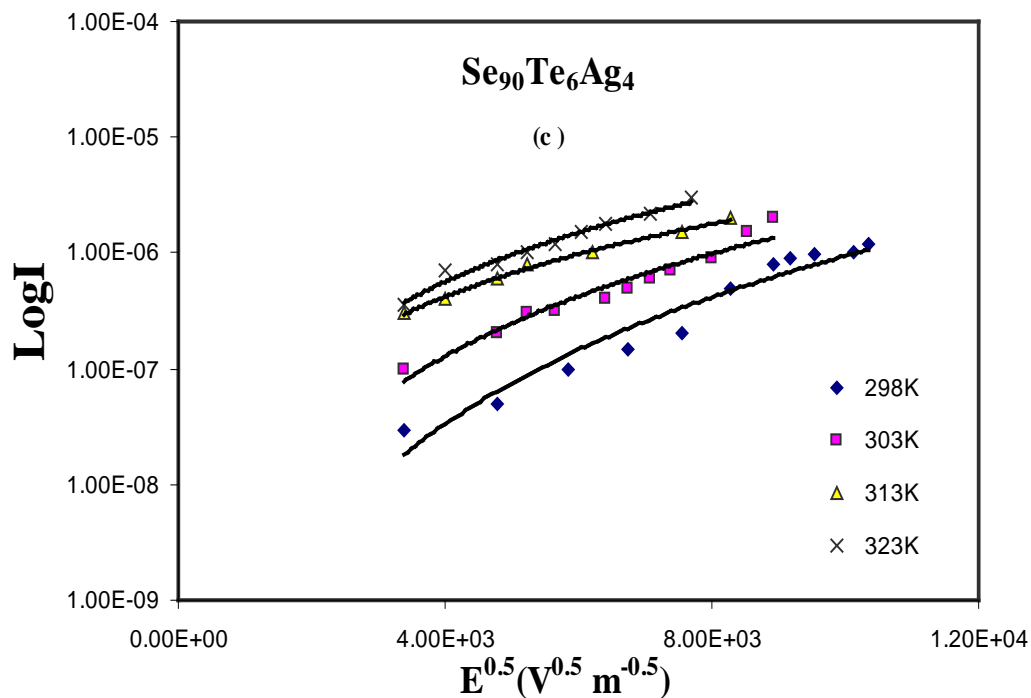 1.00E-04
Se₉₀Te₆Ag₄
(c )
1.00E-05
1.00E-06
LogI
1.00E-07
1.00E-08
1.00E-09
298K
303K
313K
323K
0.00E+00 4.00E+03 8.00E+03 1.20E+04
E^0.5(V^0.5 m^-0.5)